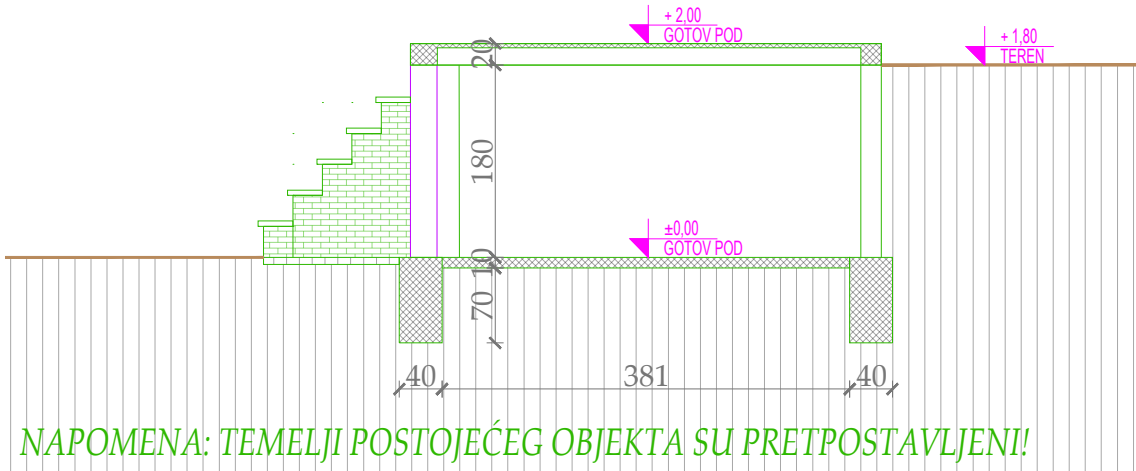 + 2,00
GOTOV POD
+ 1,80
TEREN
20
180
±0,00
GOTOV POD
10
70
40
381
40
NAPOMENA: TEMELJI POSTOJEĆEG OBJEKTA SU PRETPOSTAVLJENI!